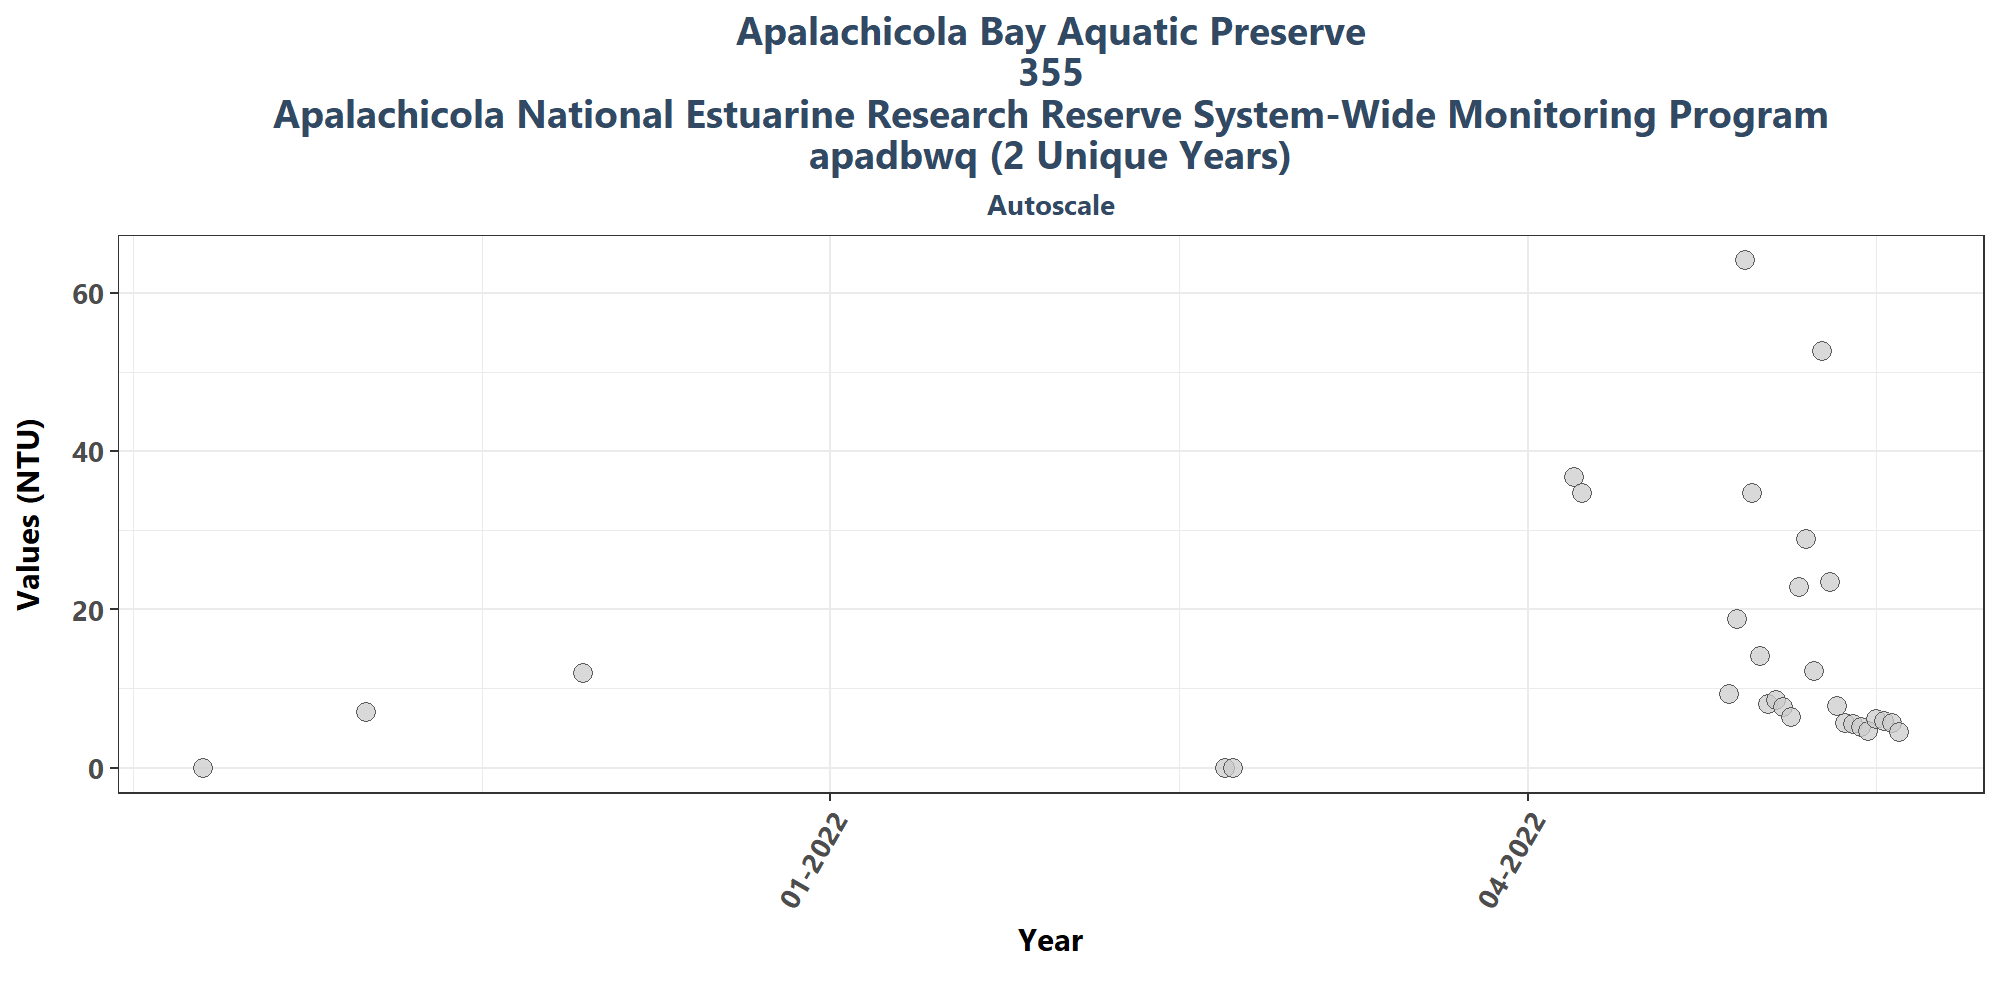 Apalachicola Bay Aquatic Preserve
355
Apalachicola National Estuarine Research Reserve System-Wide Monitoring Program
apadbwq (2 Unique Years)
Autoscale
Values (NTU)
60
40
20
0
01-2022
04-2022
Year